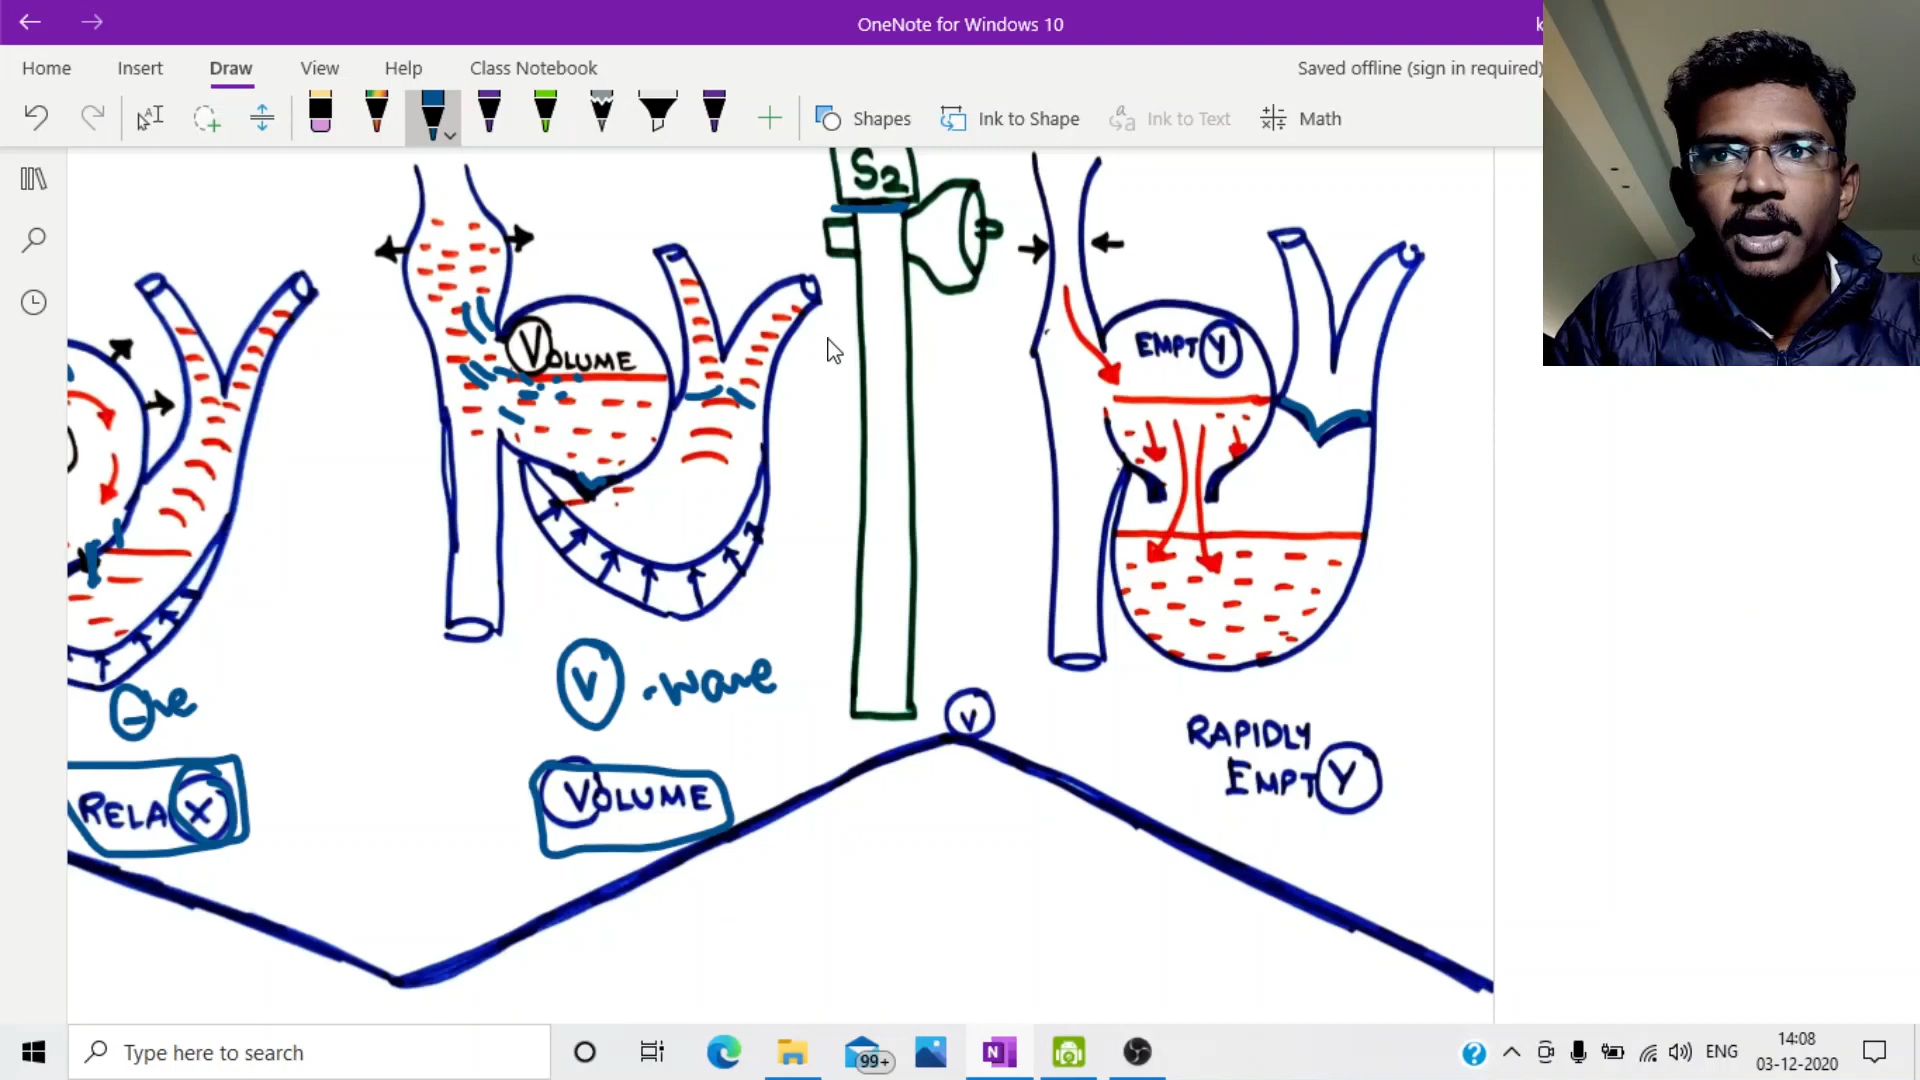 OneNote for Windows 10
Home Insert Draw View Help Class Notebook
Saved offline (sign in required)
Shapes Ink to Shape Ink to Text Math
S2
VOLUME
EMPTY
-ve
V - wave
V
RAPIDLY
EMPTY
RELAX
VOLUME
Type here to search
99+
ENG
14:08
03-12-2020